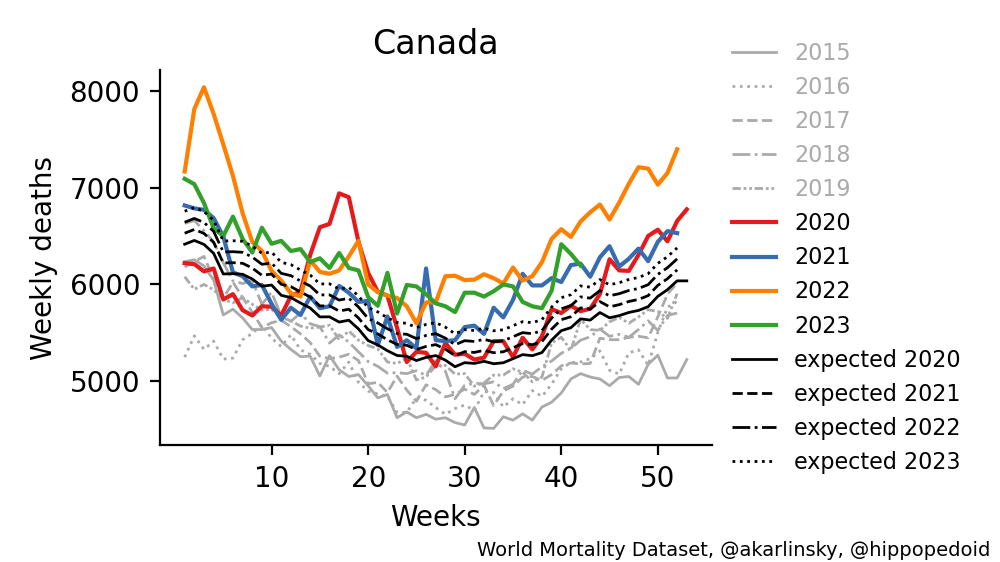 Canada
8000
7000
6000
5000
Weekly deaths
10 20 30 40 50
Weeks
2015
2016
2017
2018
2019
2020
2021
2022
2023
expected 2020
expected 2021
expected 2022
expected 2023
World Mortality Dataset, @akarlinsky, @hippopedoid